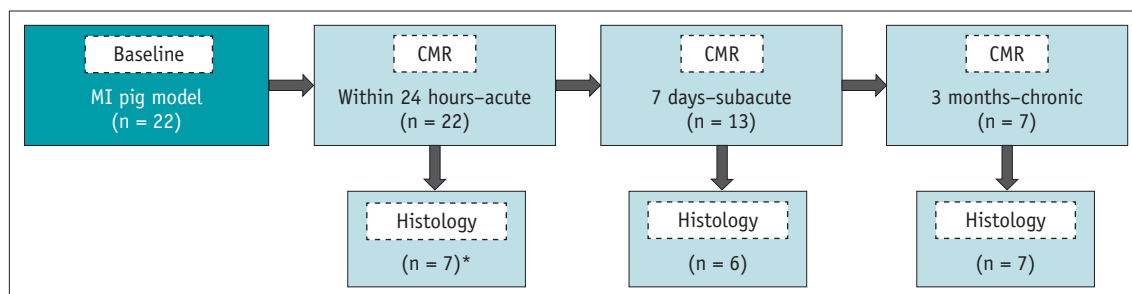 Baseline
MI pig model
(n = 22)
CMR
Within 24 hours–acute
(n = 22)
CMR
7 days–subacute
(n = 13)
CMR
3 months–chronic
(n = 7)
Histology
(n = 7)*
Histology
(n = 6)
Histology
(n = 7)